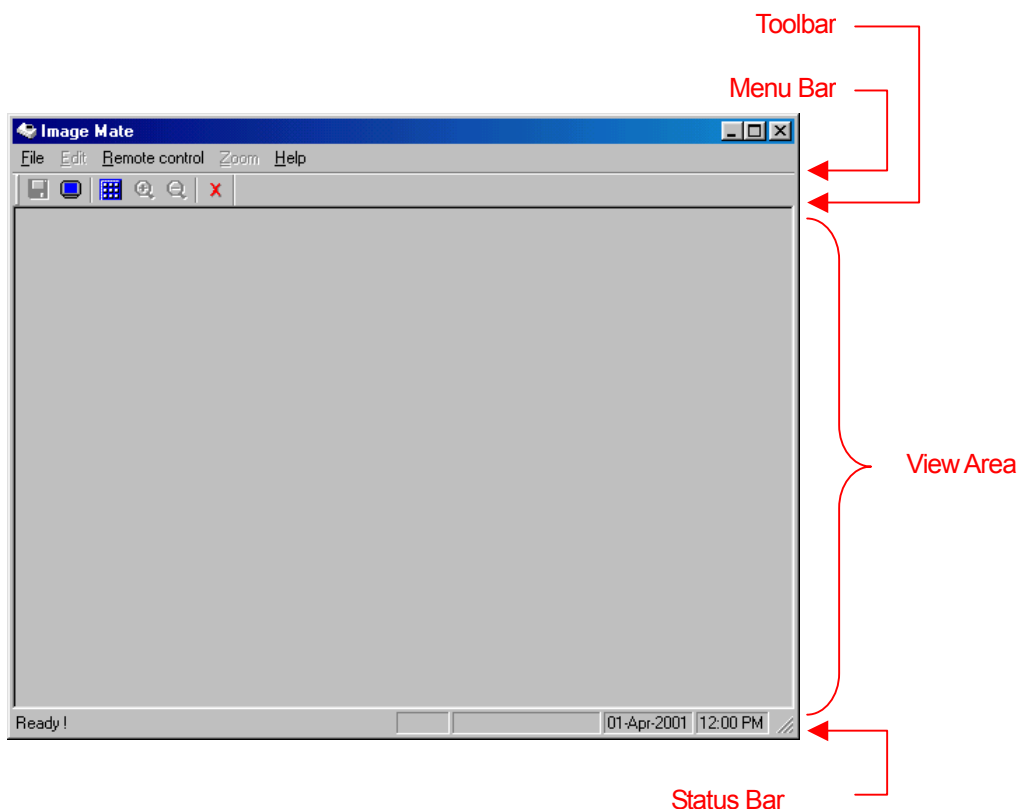 Toolbar
Menu Bar
Image Mate
File Edit Remote control Zoom Help
View Area
Ready ! 01-Apr-2001 12:00 PM
Status Bar